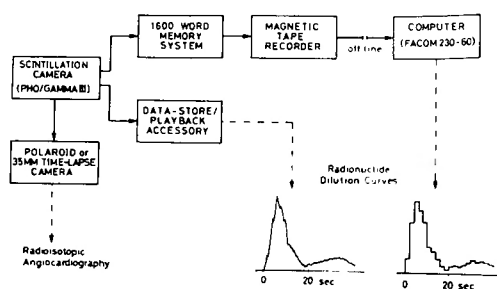 1600 WORD
MEMORY
SYSTEM
MAGNETIC
TAPE
RECORDER
off line
COMPUTER
(FACOM 230-60)
SCINTILLATION
CAMERA
(PHO/GAMMA III)
DATA-STORE/
PLAYBACK
ACCESSORY
POLAROID or
35MM TIME-LAPSE
CAMERA
Radionuclide
Dilution Curves
Radioisotopic
Angiocardiography
0 20 sec
0 20 sec